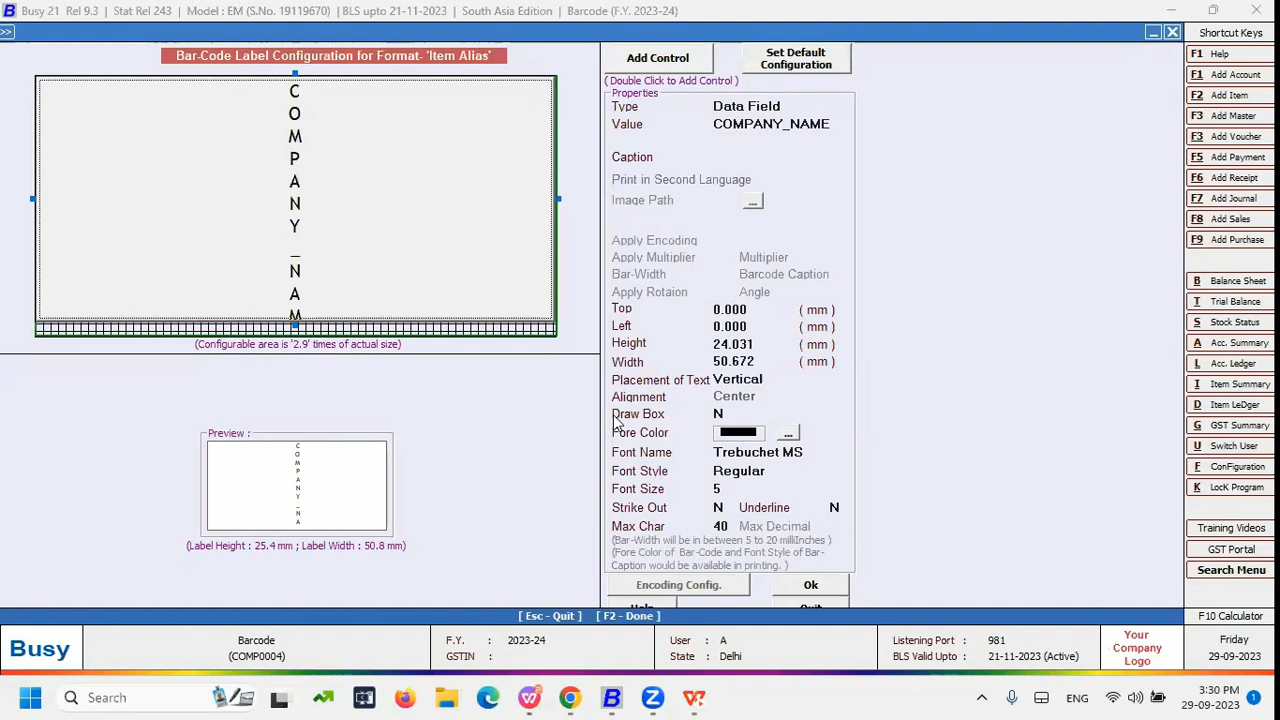 Busy 21 Rel 9.3 | Stat Rel 243 | Model : EM (S.No. 19119670) | BLS upto 21-11-2023 | South Asia Edition | Barcode (F.Y. 2023-24)
>>
Shortcut Keys
Bar-Code Label Configuration for Format- 'Item Alias'
C
O
M
P
A
N
Y
_
N
A
M
(Configurable area is '2.9' times of actual size)
Preview :
C
O
M
P
A
N
Y
_
N
A
(Label Height : 25.4 mm ; Label Width : 50.8 mm)
Add Control
Set Default
Configuration
( Double Click to Add Control )
Properties
Type Data Field
Value COMPANY_NAME
Caption
Print in Second Language
Image Path ...
Apply Encoding
Apply Multiplier Multiplier
Bar-Width Barcode Caption
Apply Rotaion Angle
Top 0.000 ( mm )
Left 0.000 ( mm )
Height 24.031 ( mm )
Width 50.672 ( mm )
Placement of Text Vertical
Alignment Center
Draw Box N
Fore Color ...
Font Name Trebuchet MS
Font Style Regular
Font Size 5
Strike Out N Underline N
Max Char 40 Max Decimal
(Bar-Width will be in between 5 to 20 milliInches )
(Fore Color of Bar-Code and Font Style of Bar-
Caption would be available in printing. )
Encoding Config. Ok
Help Quit
F1 Help
F1 Add Account
F2 Add Item
F3 Add Master
F3 Add Voucher
F5 Add Payment
F6 Add Receipt
F7 Add Journal
F8 Add Sales
F9 Add Purchase
B Balance Sheet
T Trial Balance
S Stock Status
A Acc. Summary
L Acc. Ledger
I Item Summary
D Item LeDger
G GST Summary
U Switch User
F ConFiguration
K LocK Program
Training Videos
GST Portal
Search Menu
F10 Calculator
[ Esc - Quit ] [ F2 - Done ]
Busy
Barcode
(COMP0004)
F.Y. : 2023-24
GSTIN :
User : A
State : Delhi
Listening Port : 981
BLS Valid Upto : 21-11-2023 (Active)
Your
Company
Logo
Friday
29-09-2023
Search
ENG
3:30 PM
29-09-2023
1